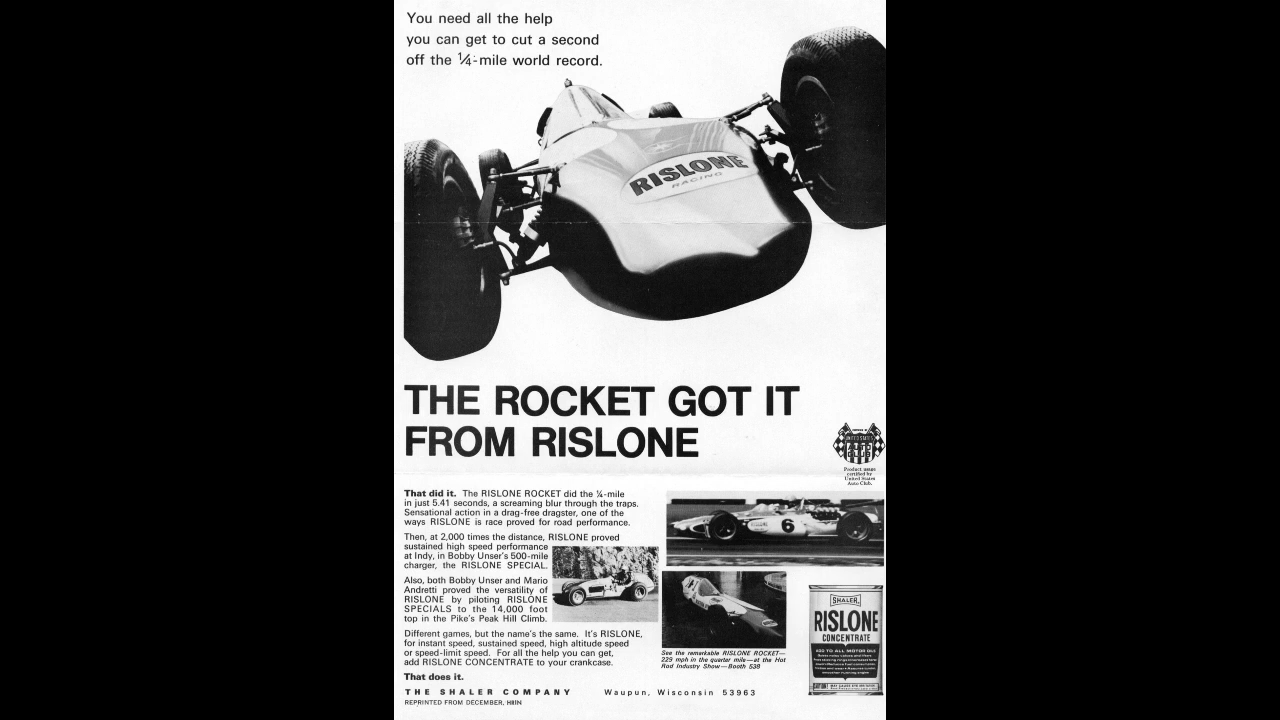 You need all the help
you can get to cut a second
off the ¼-mile world record.
RISLONE
RACING
THE ROCKET GOT IT
FROM RISLONE
UNITED STATES
AUTO
CLUB
Product usage
certified by
United States
Auto Club.
That did it. The RISLONE ROCKET did the ¼-mile
in just 5.41 seconds, a screaming blur through the traps.
Sensational action in a drag-free dragster, one of the
ways RISLONE is race proved for road performance.
Then, at 2,000 times the distance, RISLONE proved
sustained high speed performance
at Indy, in Bobby Unser's 500-mile
charger, the RISLONE SPECIAL.
Also, both Bobby Unser and Mario
Andretti proved the versatility of
RISLONE by piloting RISLONE
SPECIALS to the 14,000 foot
top in the Pike's Peak Hill Climb.
Different games, but the name's the same. It's RISLONE,
for instant speed, sustained speed, high altitude speed
or speed-limit speed. For all the help you can get,
add RISLONE CONCENTRATE to your crankcase.
That does it.
RISLONE
6
See the remarkable RISLONE ROCKET—
229 mph in the quarter mile—at the Hot
Rod Industry Show—Booth 538
SHALER
RISLONE
CONCENTRATE
ADD TO ALL MOTOR OILS
THE SHALER COMPANY Waupun, Wisconsin 53963
REPRINTED FROM DECEMBER, HRIN